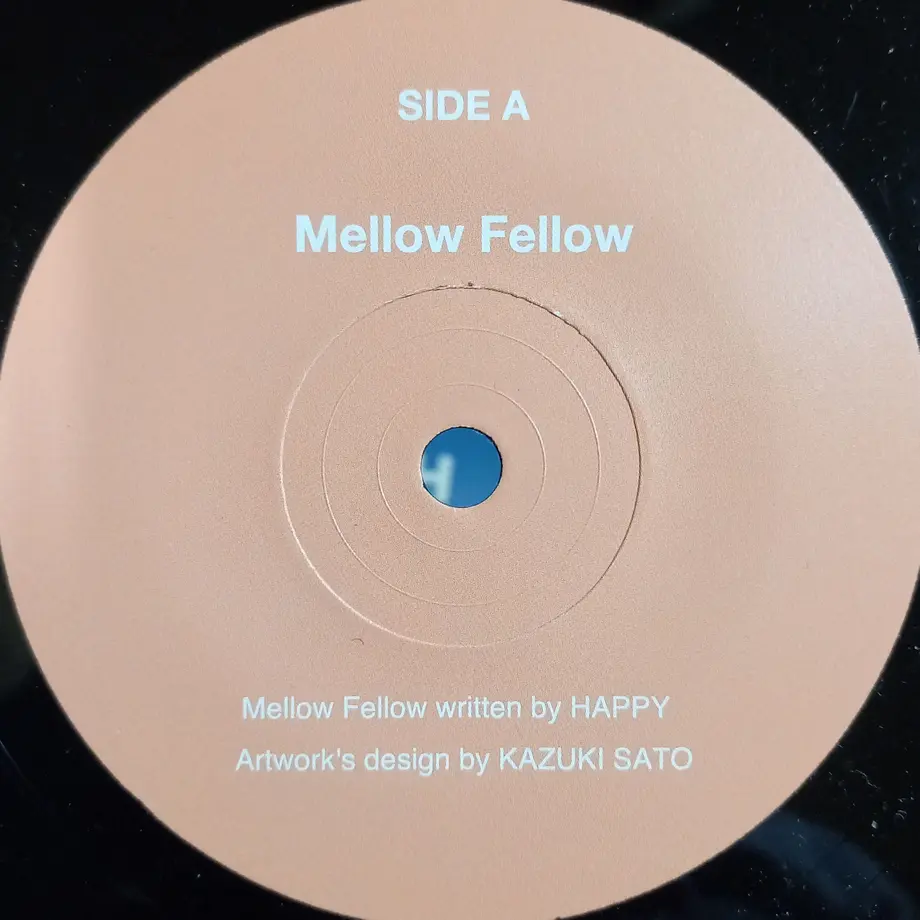 SIDE A
Mellow Fellow
Mellow Fellow written by HAPPY
Artwork's design by KAZUKI SATO